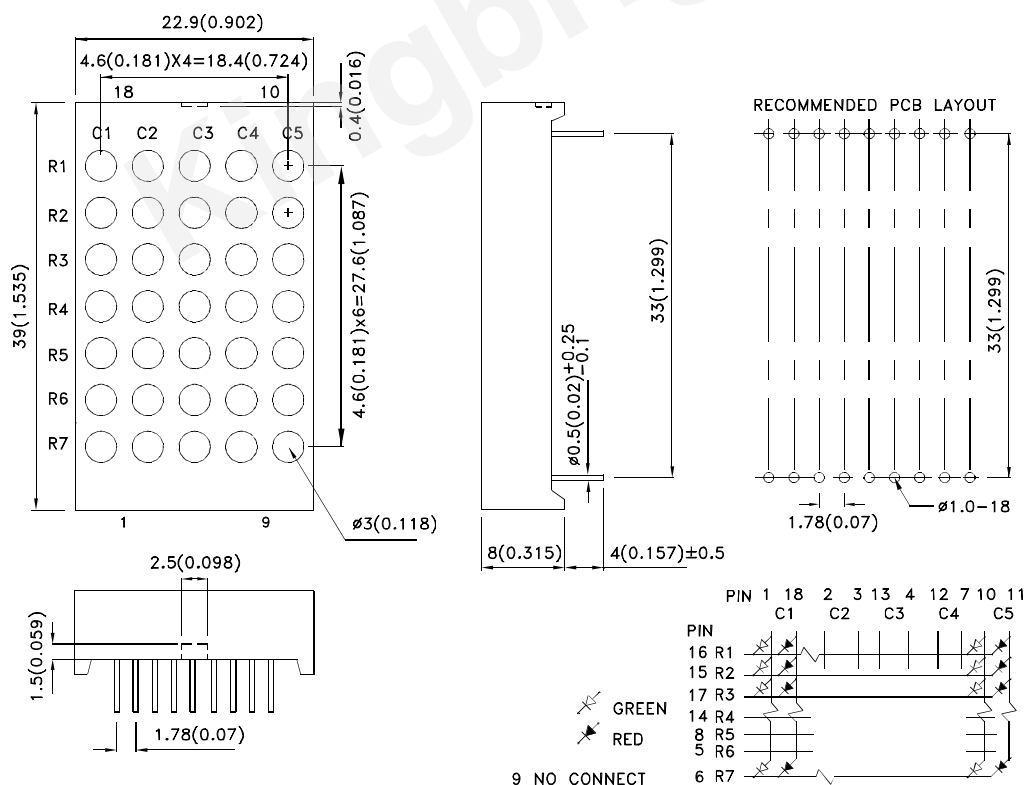 Kingbri
22.9(0.902)
4.6(0.181)X4=18.4(0.724)
18 10
0.4(0.016)
C1 C2 C3 C4 C5
R1
R2
R3
R4
R5
R6
R7
39(1.535)
4.6(0.181)x6=27.6(1.087)
1 9
ø3(0.118)
33(1.299)
ø0.5(0.02)+0.25
−0.1
8(0.315) 4(0.157)±0.5
RECOMMENDED PCB LAYOUT
33(1.299)
ø1.0−18
1.78(0.07)
2.5(0.098)
1.5(0.059)
1.78(0.07)
GREEN
RED
9 NO CONNECT
PIN 1 18 2 3 13 4 12 7 10 11
C1 C2 C3 C4 C5
PIN
16 R1
15 R2
17 R3
14 R4
8 R5
5 R6
6 R7